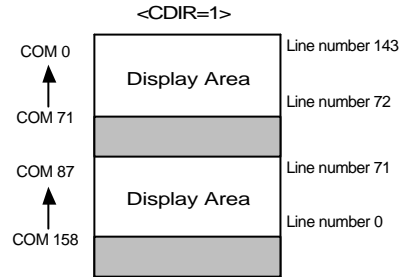 <CDIR=1>
COM 0
Line number 143
Display Area
COM 71
Line number 72
COM 87
Line number 71
Display Area
COM 158
Line number 0